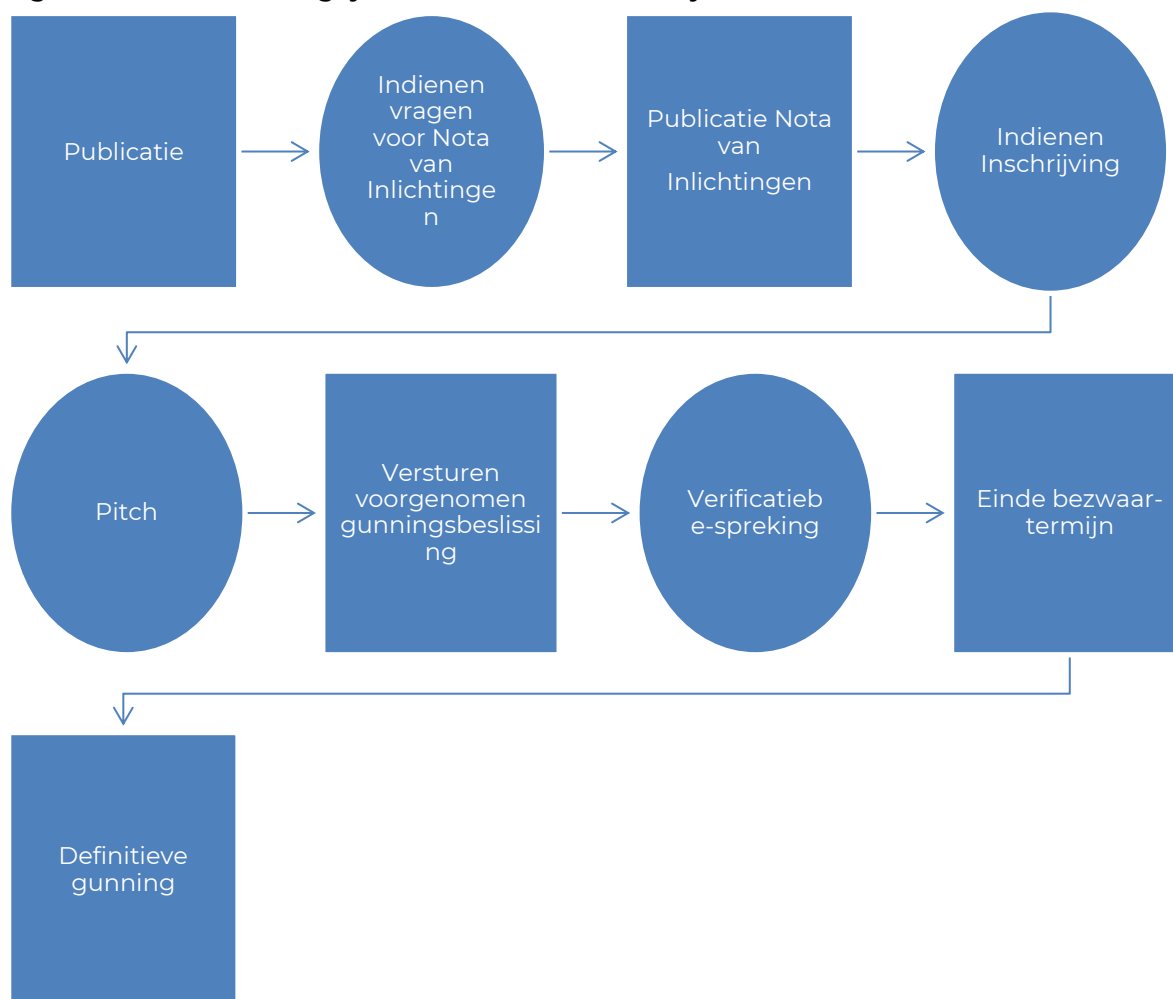 Publicatie
Indienen
vragen
voor Nota
van
Inlichtinge
n
Publicatie Nota
van
Inlichtingen
Indienen
Inschrijving
Pitch
Versturen
voorgenomen
gunningsbeslissi
ng
Verificatieb
e-spreking
Einde bezwaar-
termijn
Definitieve
gunning